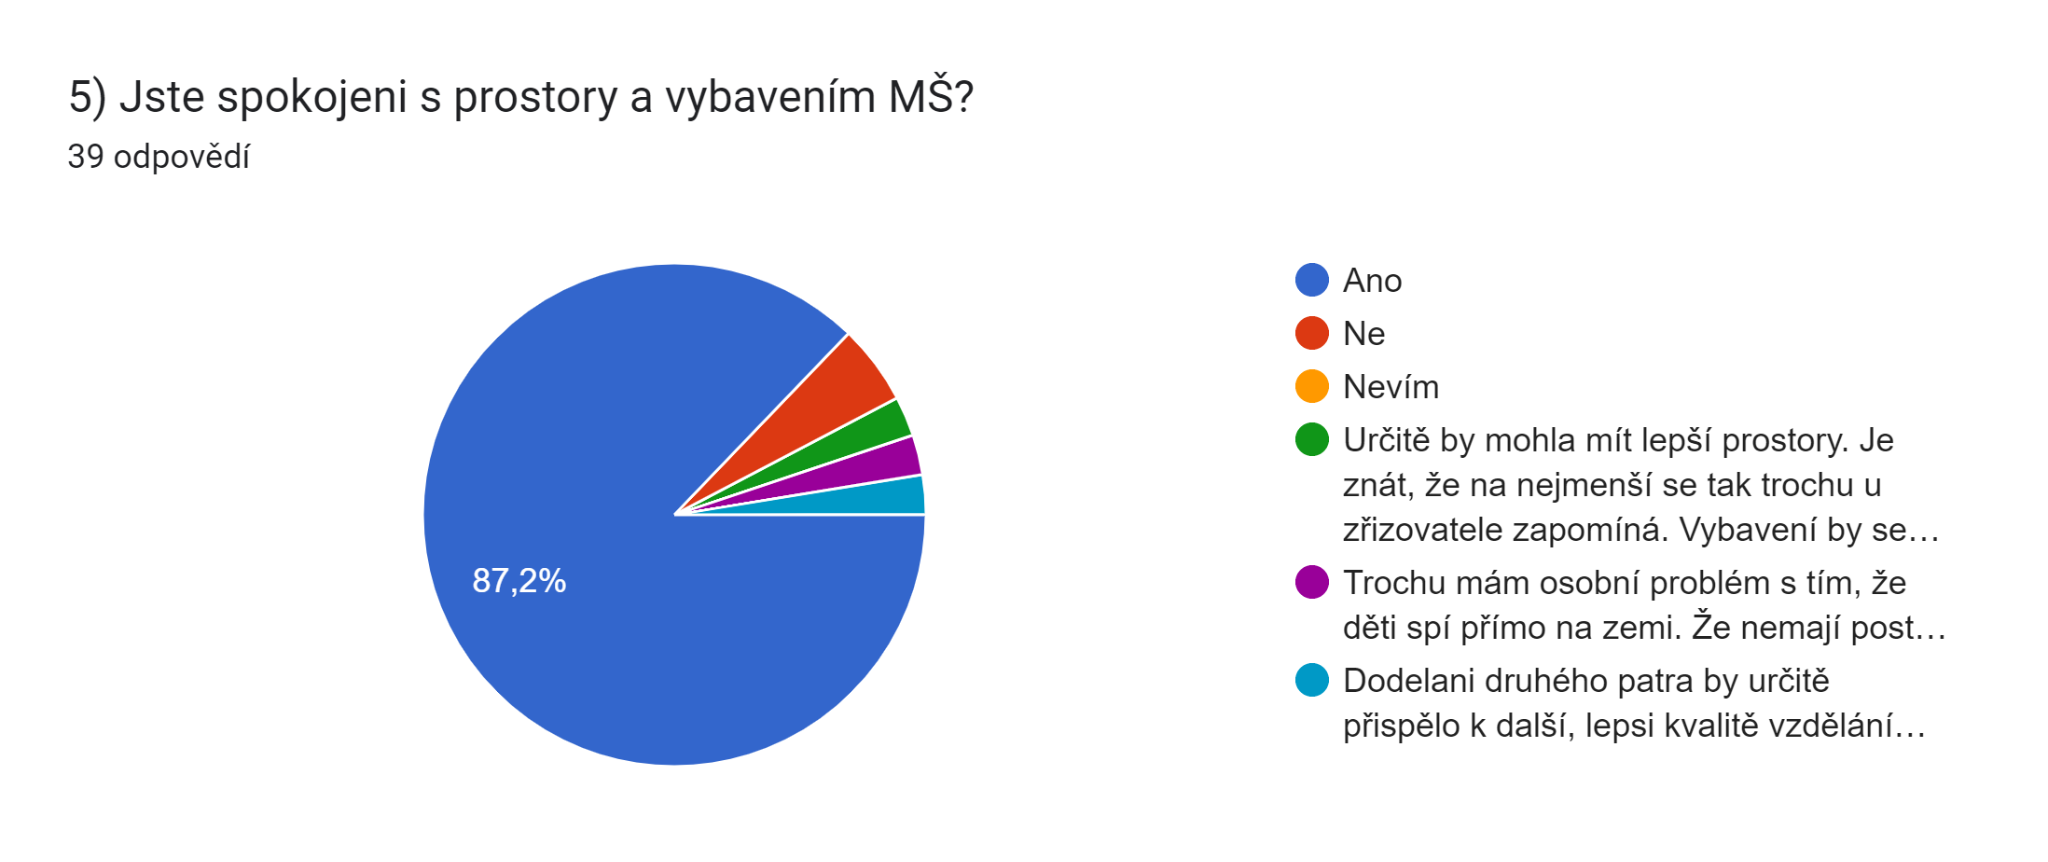 5) Jste spokojeni s prostory a vybavením MŠ?
39 odpovědí
87,2%
Ano
Ne
Nevím
Určitě by mohla mít lepší prostory. Je
znát, že na nejmenší se tak trochu u
zřizovatele zapomíná. Vybavení by se…
Trochu mám osobní problém s tím, že
děti spí přímo na zemi. Že nemají post…
Dodelani druhého patra by určitě
přispělo k další, lepsi kvalitě vzdělání…